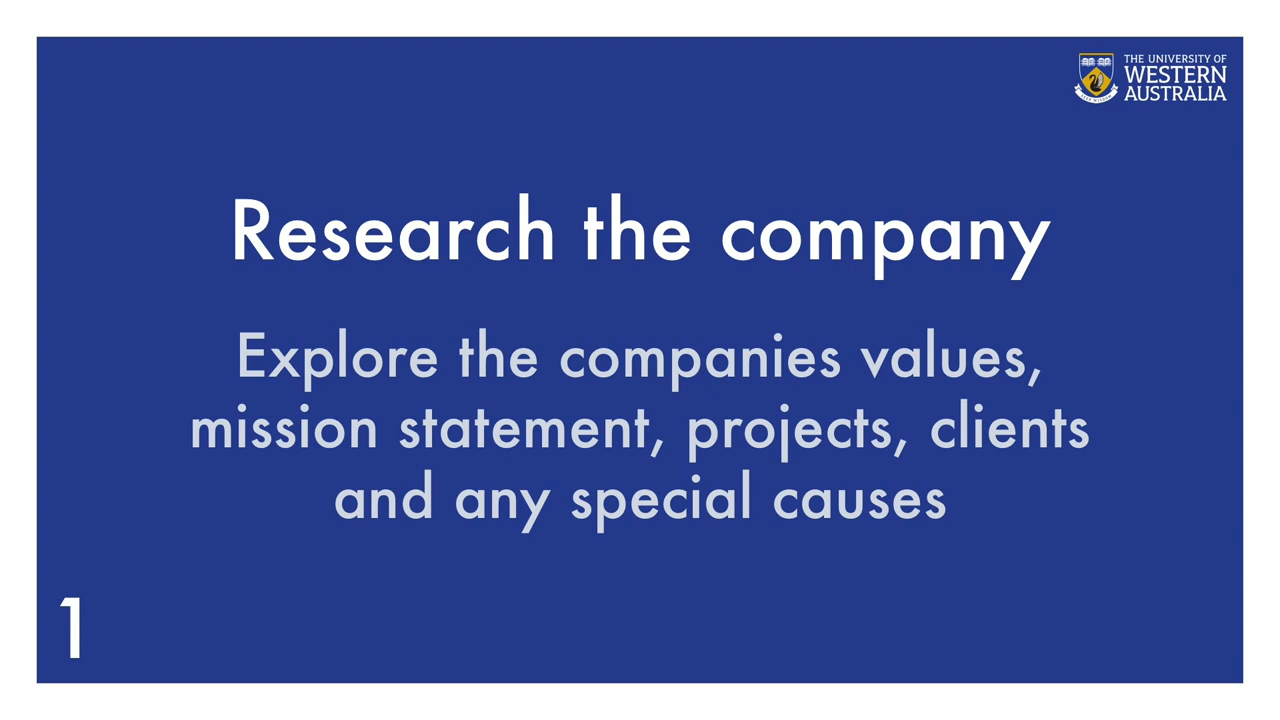 THE UNIVERSITY OF
WESTERN
AUSTRALIA
Research the company
Explore the companies values,
mission statement, projects, clients
and any special causes
1